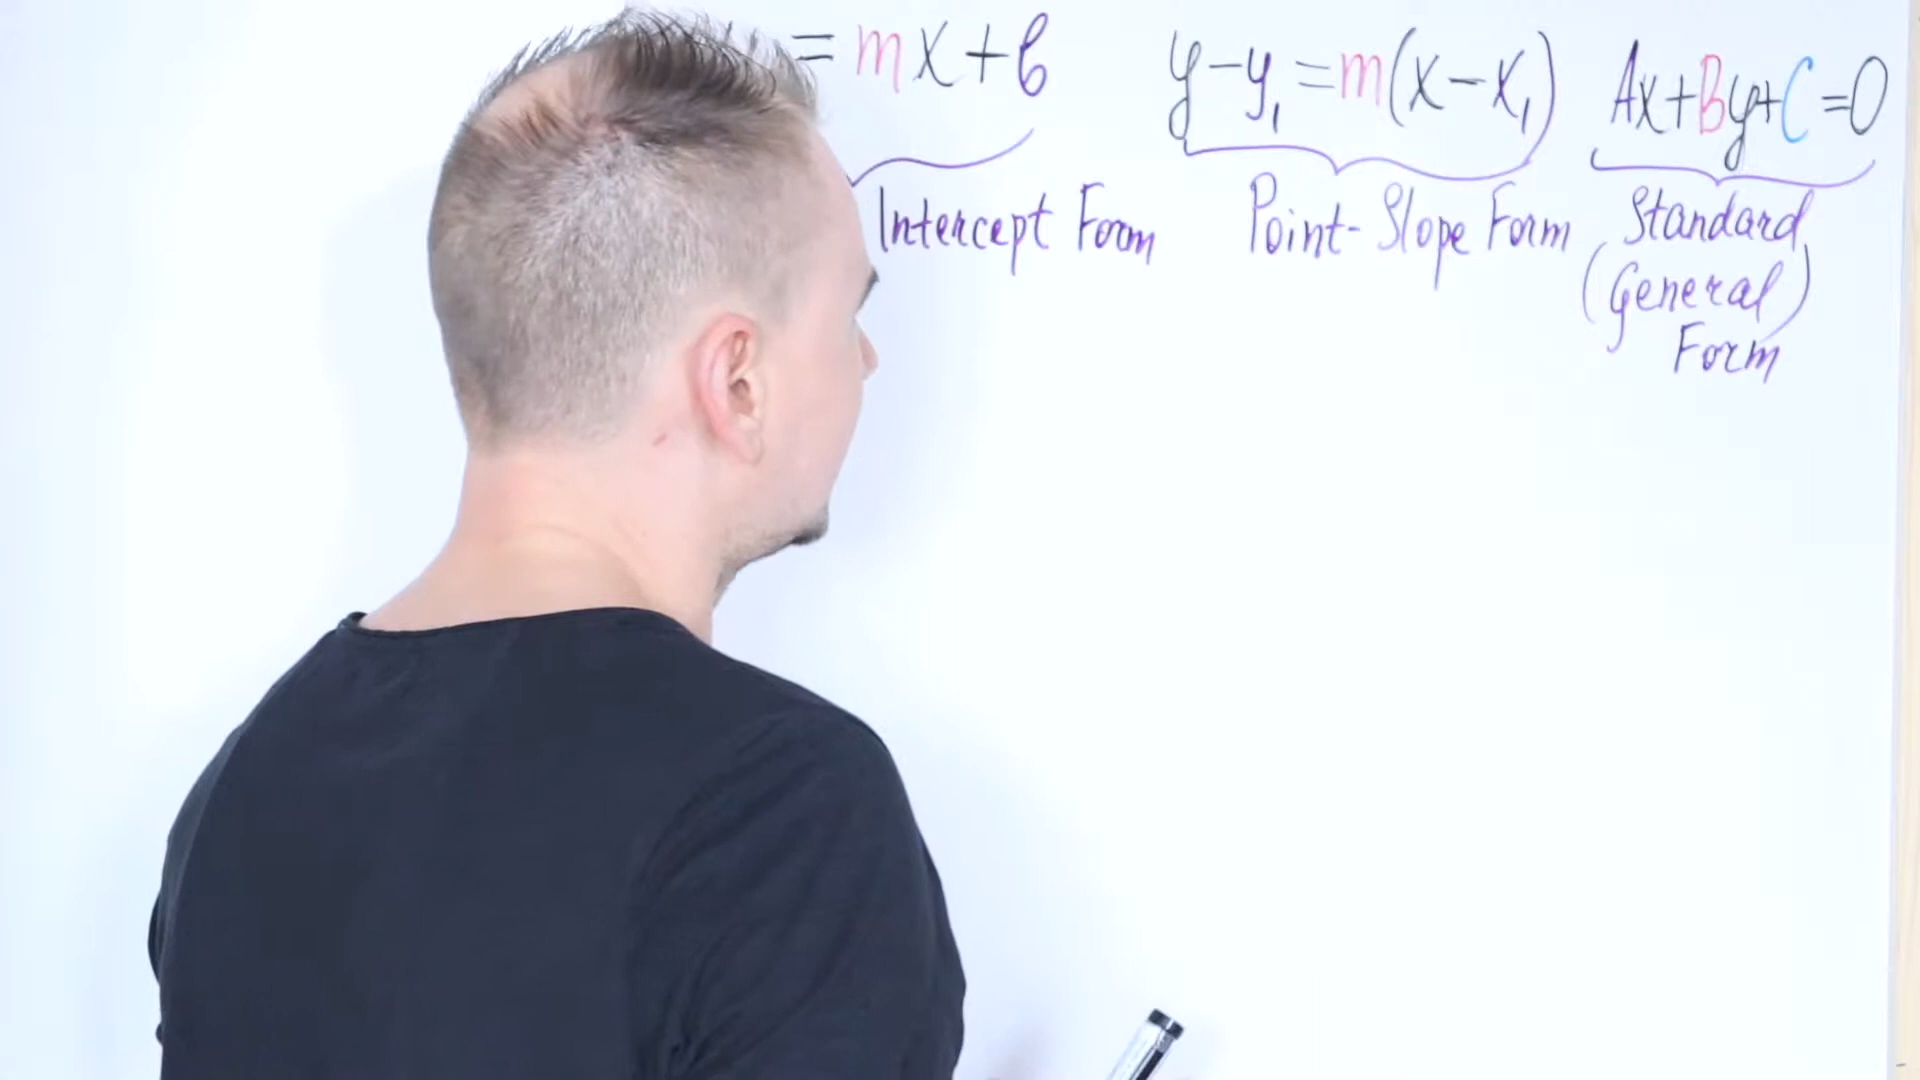 = mx + b
Intercept Form
y - y₁ = m(x - x₁)
Point-Slope Form
Ax + By + C = 0
Standard
(General)
Form